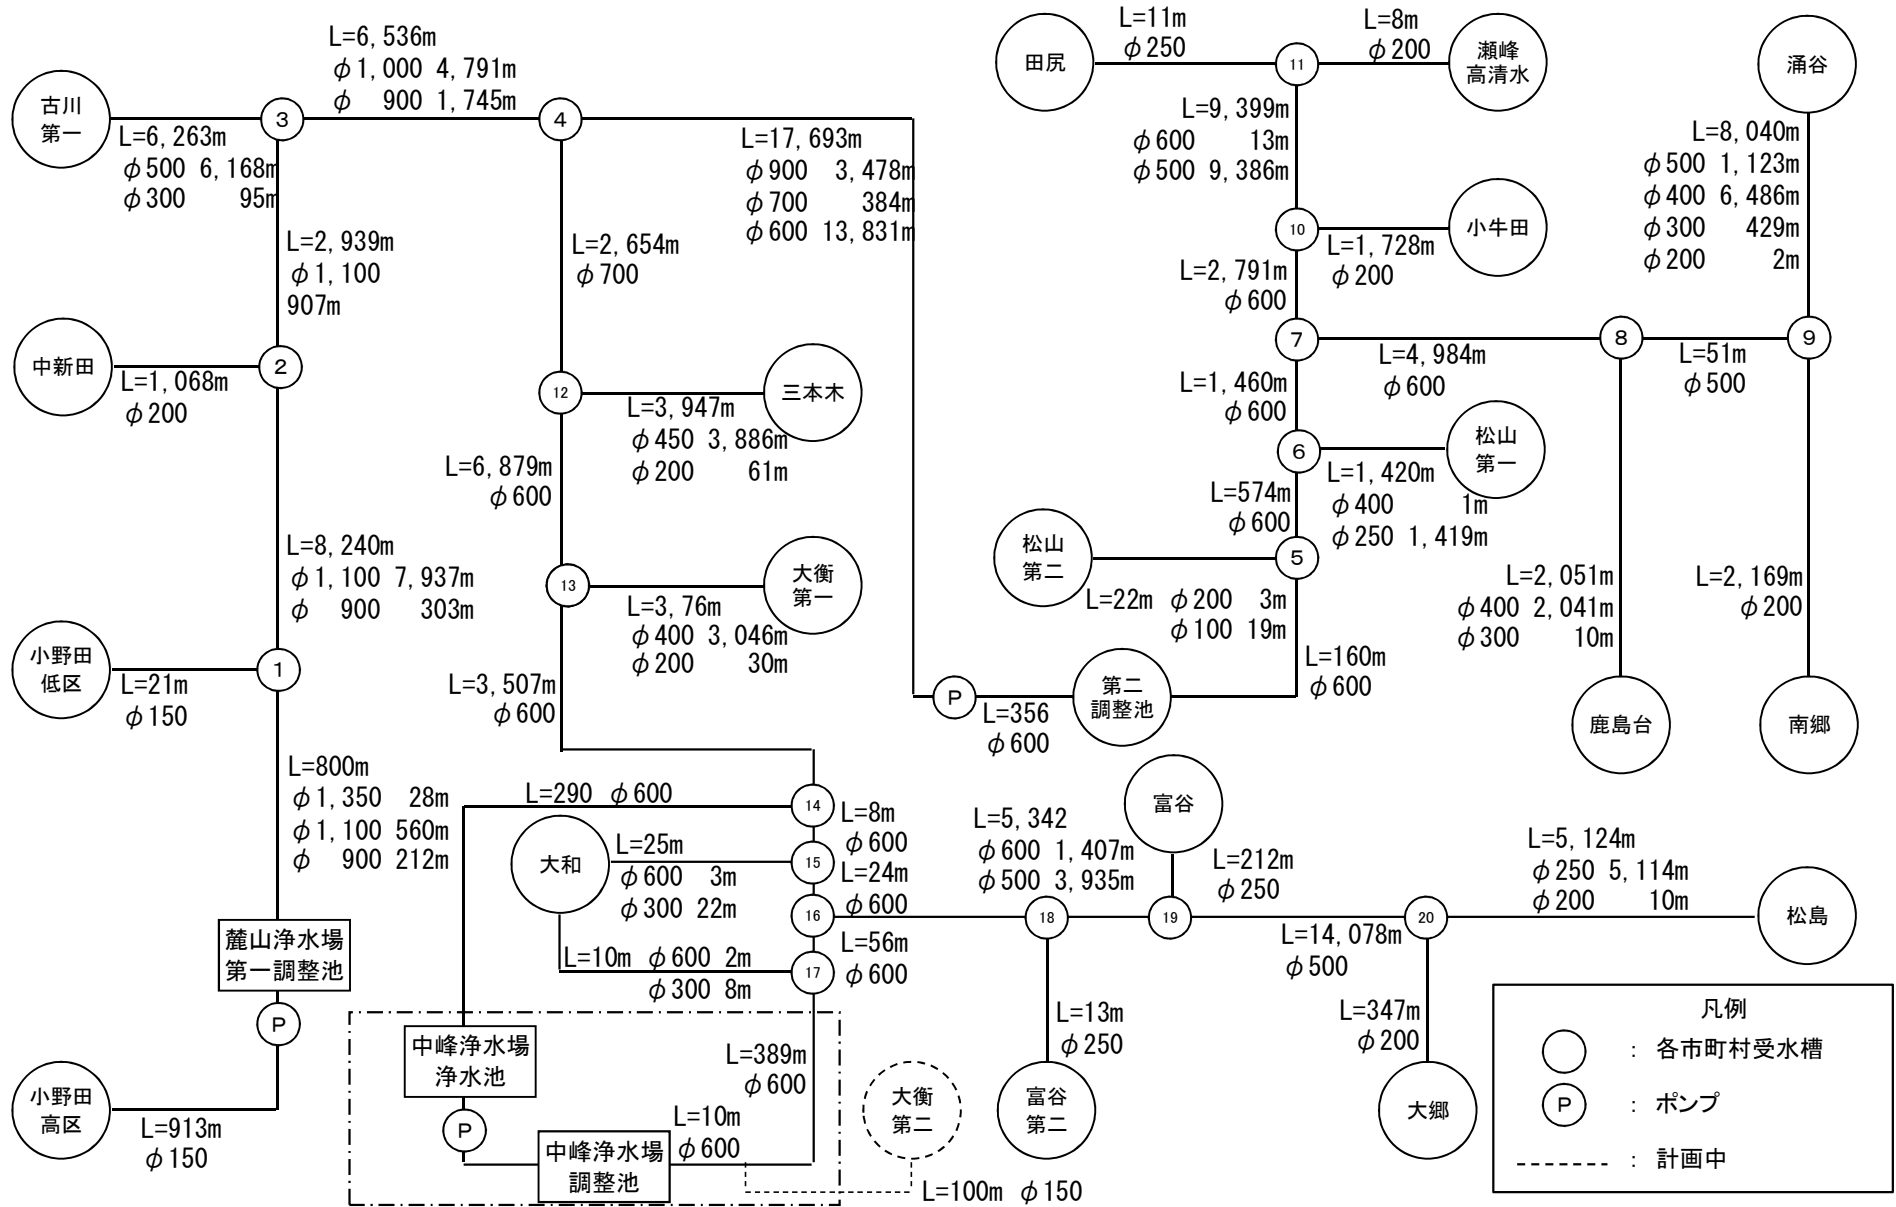 L=6,536m
φ1,000 4,791m
φ 900 1,745m
古川
第一
3
4
L=6,263m
φ500 6,168m
φ300 95m
L=17,693m
φ900 3,478m
φ700 384m
φ600 13,831m
L=2,939m
φ1,100
907m
L=2,654m
φ700
中新田
2
L=1,068m
φ200
12
三本木
L=3,947m
φ450 3,886m
φ200 61m
L=6,879m
φ600
L=8,240m
φ1,100 7,937m
φ 900 303m
13
大衡
第一
L=3,76m
φ400 3,046m
φ200 30m
小野田
低区
1
L=21m
φ150
L=3,507m
φ600
L=800m
φ1,350 28m
φ1,100 560m
φ 900 212m
麓山浄水場
第一調整池
P
小野田
高区
L=913m
φ150
田尻
L=11m
φ250
11
L=8m
φ200
瀬峰
高清水
涌谷
L=9,399m
φ600 13m
φ500 9,386m
L=8,040m
φ500 1,123m
φ400 6,486m
φ300 429m
φ200 2m
10
小牛田
L=1,728m
φ200
L=2,791m
φ600
7
8
9
L=4,984m
φ600
L=51m
φ500
L=1,460m
φ600
6
松山
第一
L=1,420m
φ400 1m
φ250 1,419m
L=574m
φ600
松山
第二
5
L=22m φ200 3m
φ100 19m
L=2,051m
φ400 2,041m
φ300 10m
L=2,169m
φ200
L=160m
φ600
P
第二
調整池
L=356
φ600
鹿島台
南郷
L=290 φ600
14
L=8m
φ600
大和
L=25m
φ600 3m
φ300 22m
15
L=24m
φ600
16
L=56m
φ600
L=10m φ600 2m
φ300 8m
17
富谷
L=5,342
φ600 1,407m
φ500 3,935m
L=212m
φ250
L=5,124m
φ250 5,114m
φ200 10m
18
19
20
松島
L=14,078m
φ500
L=13m
φ250
L=347m
φ200
富谷
第二
大郷
中峰浄水場
浄水池
P
L=389m
φ600
L=10m
φ600
中峰浄水場
調整池
大衡
第二
L=100m φ150
凡例
: 各市町村受水槽
P : ポンプ
: 計画中